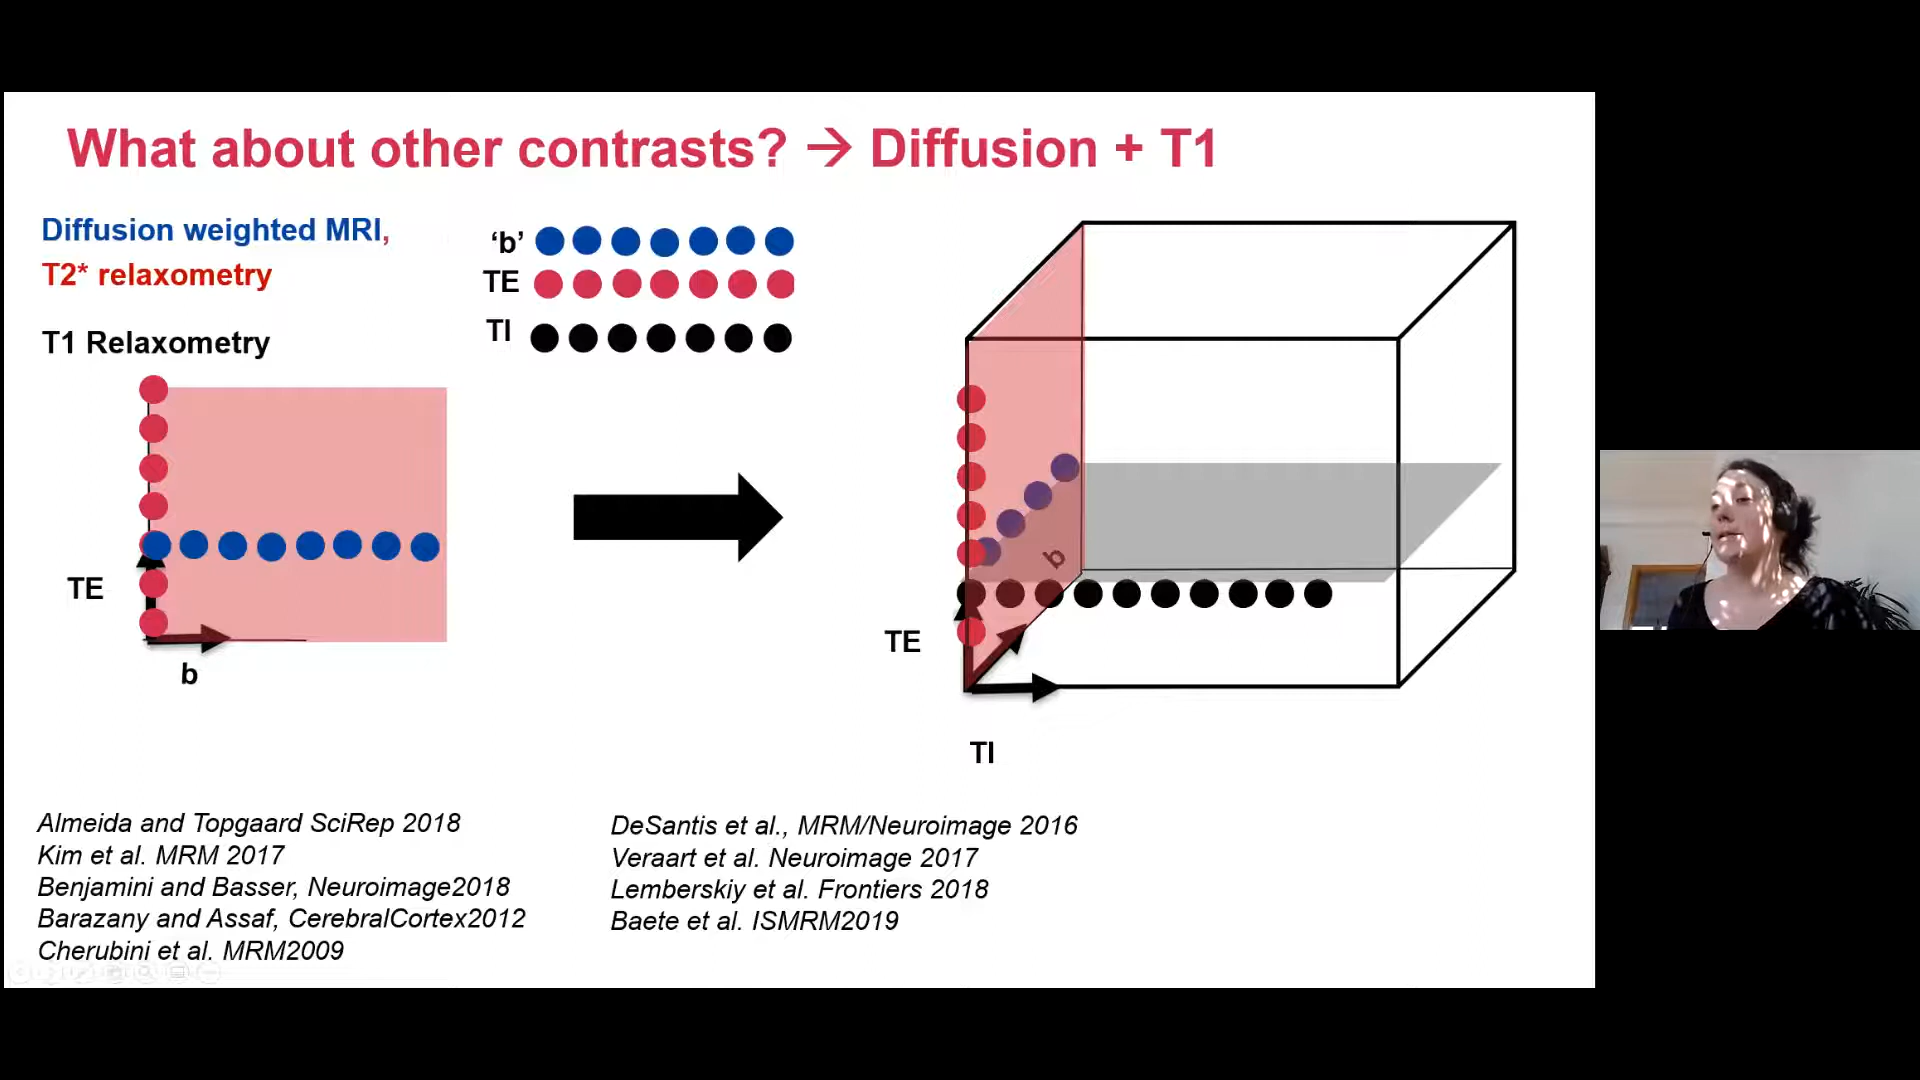 What about other contrasts? → Diffusion + T1
Diffusion weighted MRI,
T2* relaxometry
T1 Relaxometry
‘b’
TE
TI
TE
b
b
TE
TI
Almeida and Topgaard SciRep 2018
Kim et al. MRM 2017
Benjamini and Basser, Neuroimage2018
Barazany and Assaf, CerebralCortex2012
Cherubini et al. MRM2009
DeSantis et al., MRM/Neuroimage 2016
Veraart et al. Neuroimage 2017
Lemberskiy et al. Frontiers 2018
Baete et al. ISMRM2019